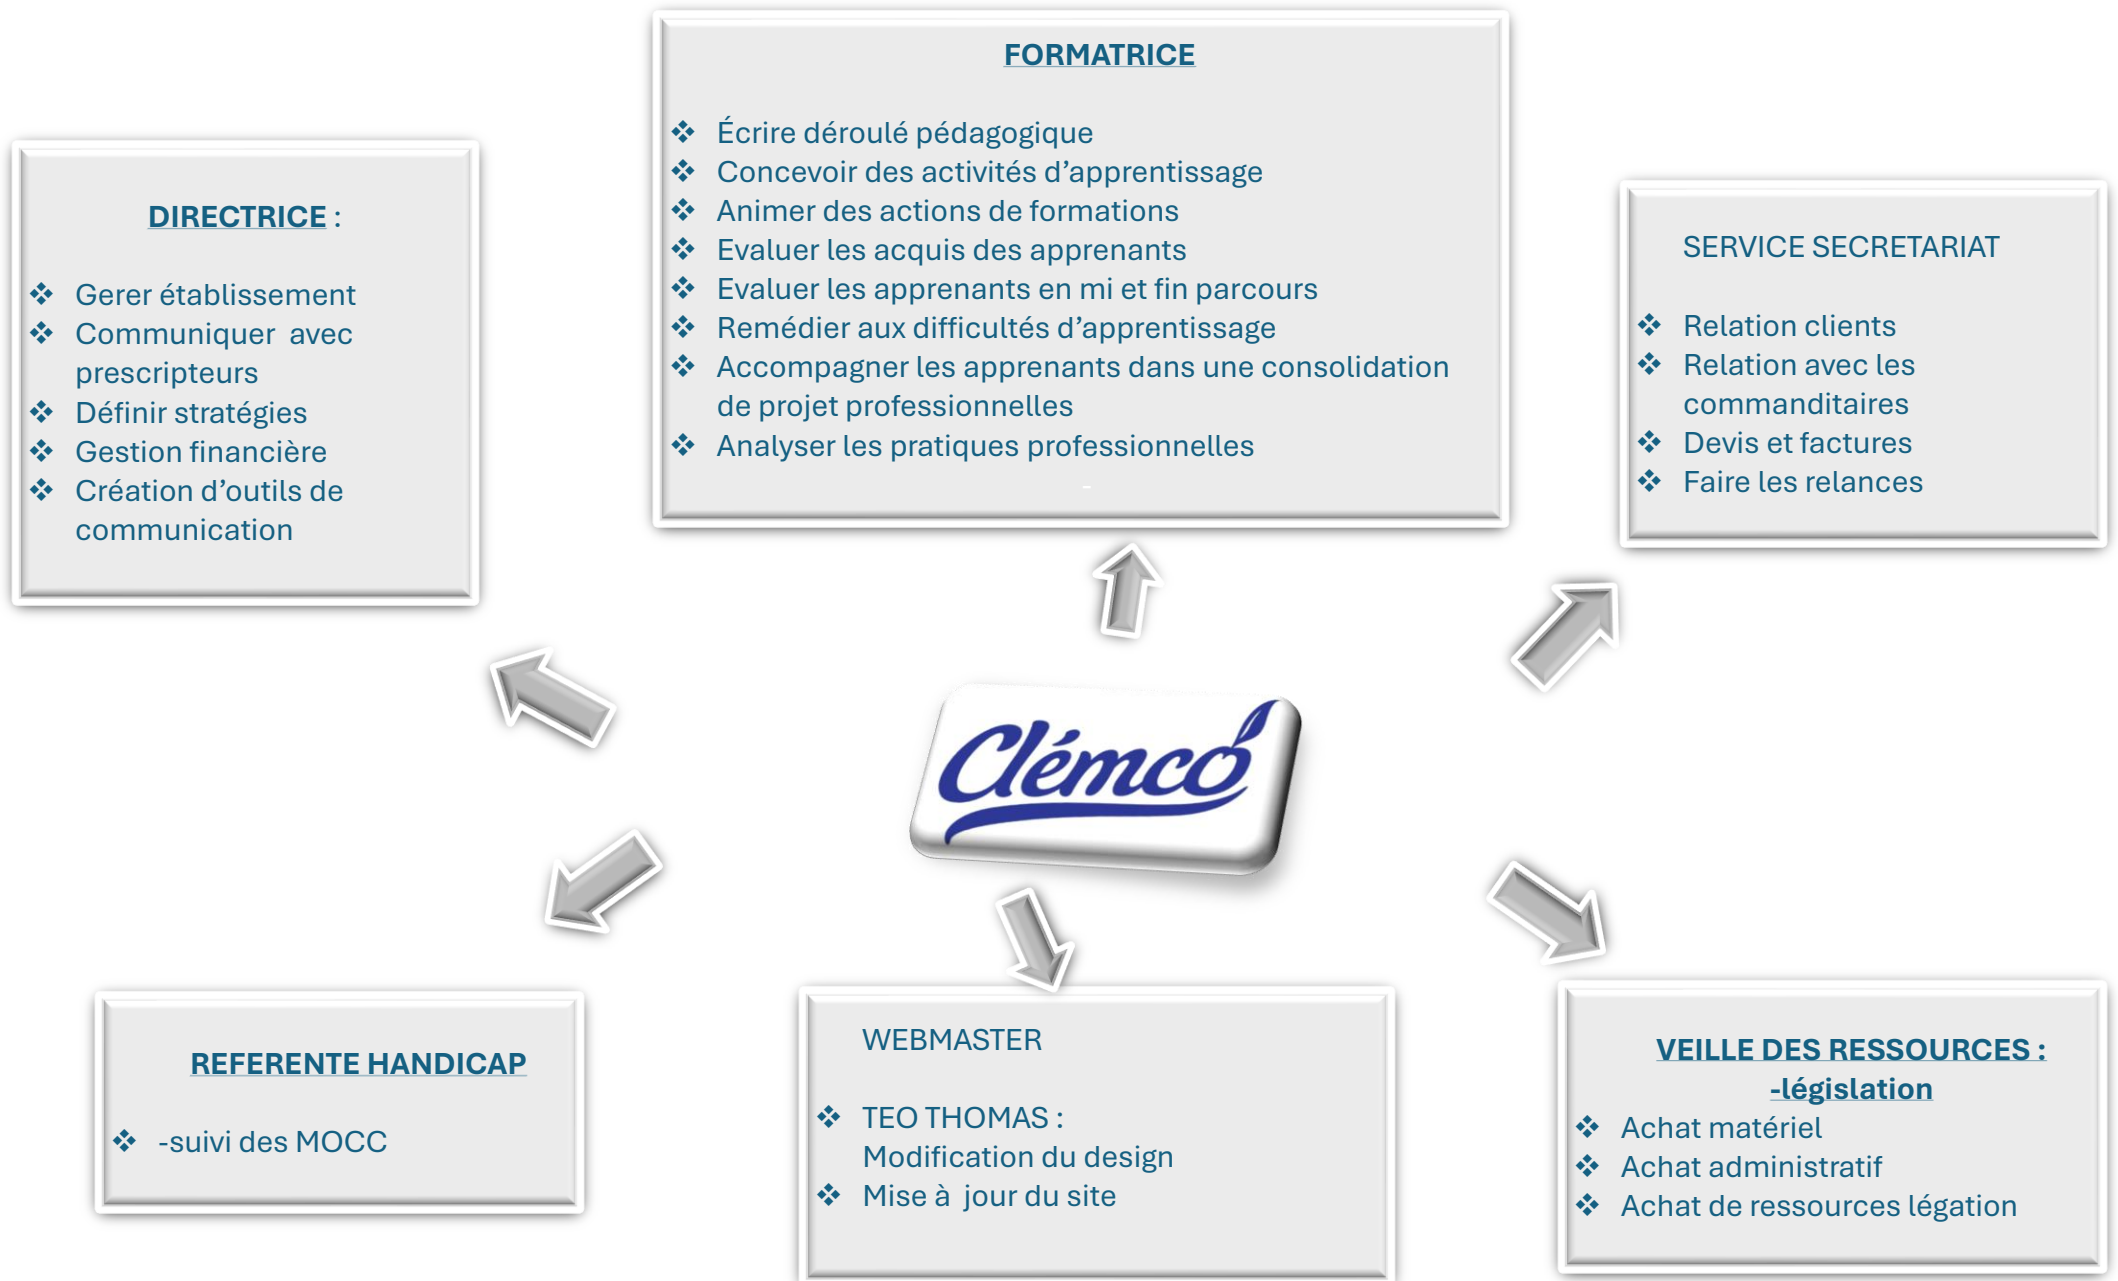 FORMATRICE
❖ Écrire déroulé pédagogique
❖ Concevoir des activités d’apprentissage
❖ Animer des actions de formations
❖ Evaluer les acquis des apprenants
❖ Evaluer les apprenants en mi et fin parcours
❖ Remédier aux difficultés d’apprentissage
❖ Accompagner les apprenants dans une consolidation
de projet professionnelles
❖ Analyser les pratiques professionnelles
-
DIRECTRICE :
❖ Gerer établissement
❖ Communiquer  avec
prescripteurs
❖ Définir stratégies
❖ Gestion financière
❖ Création d’outils de
communication
SERVICE SECRETARIAT
❖ Relation clients
❖ Relation avec les
commanditaires
❖ Devis et factures
❖ Faire les relances
Clémco
REFERENTE HANDICAP
❖ -suivi des MOCC
WEBMASTER
❖ TEO THOMAS :
Modification du design
❖ Mise à  jour du site
VEILLE DES RESSOURCES :
-législation
❖ Achat matériel
❖ Achat administratif
❖ Achat de ressources légation